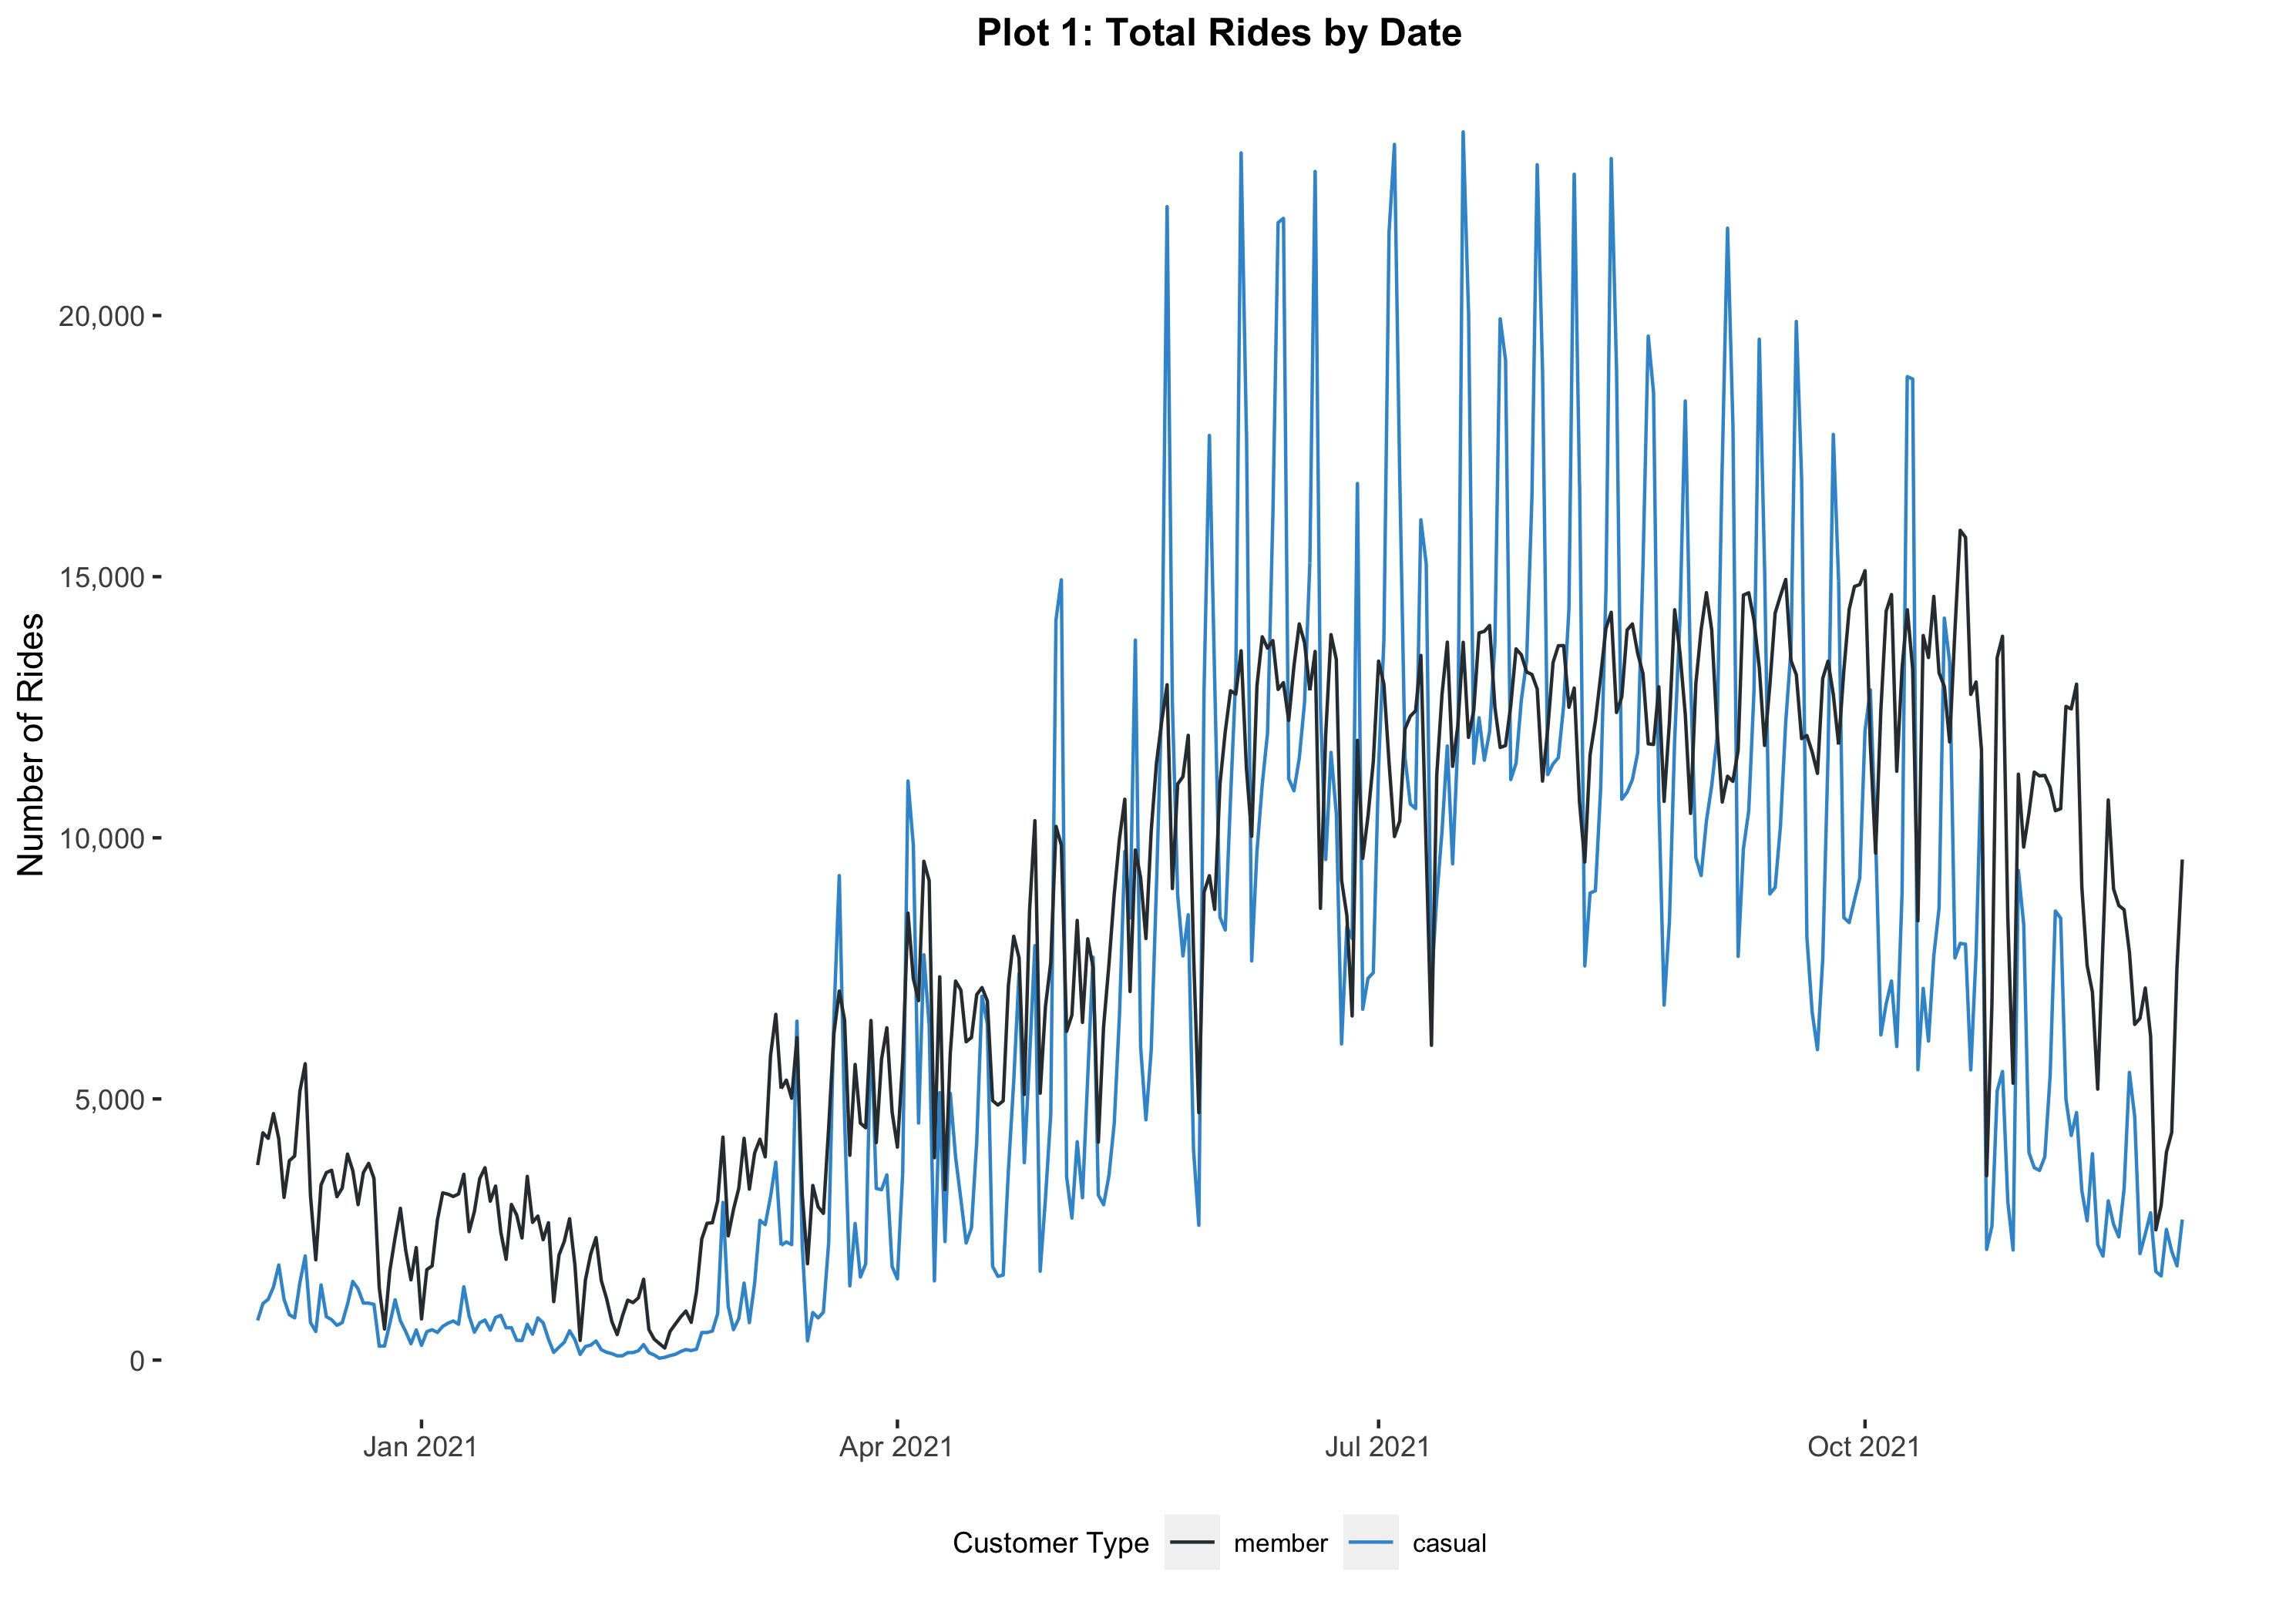 Plot 1: Total Rides by Date
Number of Rides
20,000
15,000
10,000
5,000
0
Jan 2021 Apr 2021 Jul 2021 Oct 2021
Customer Type member casual